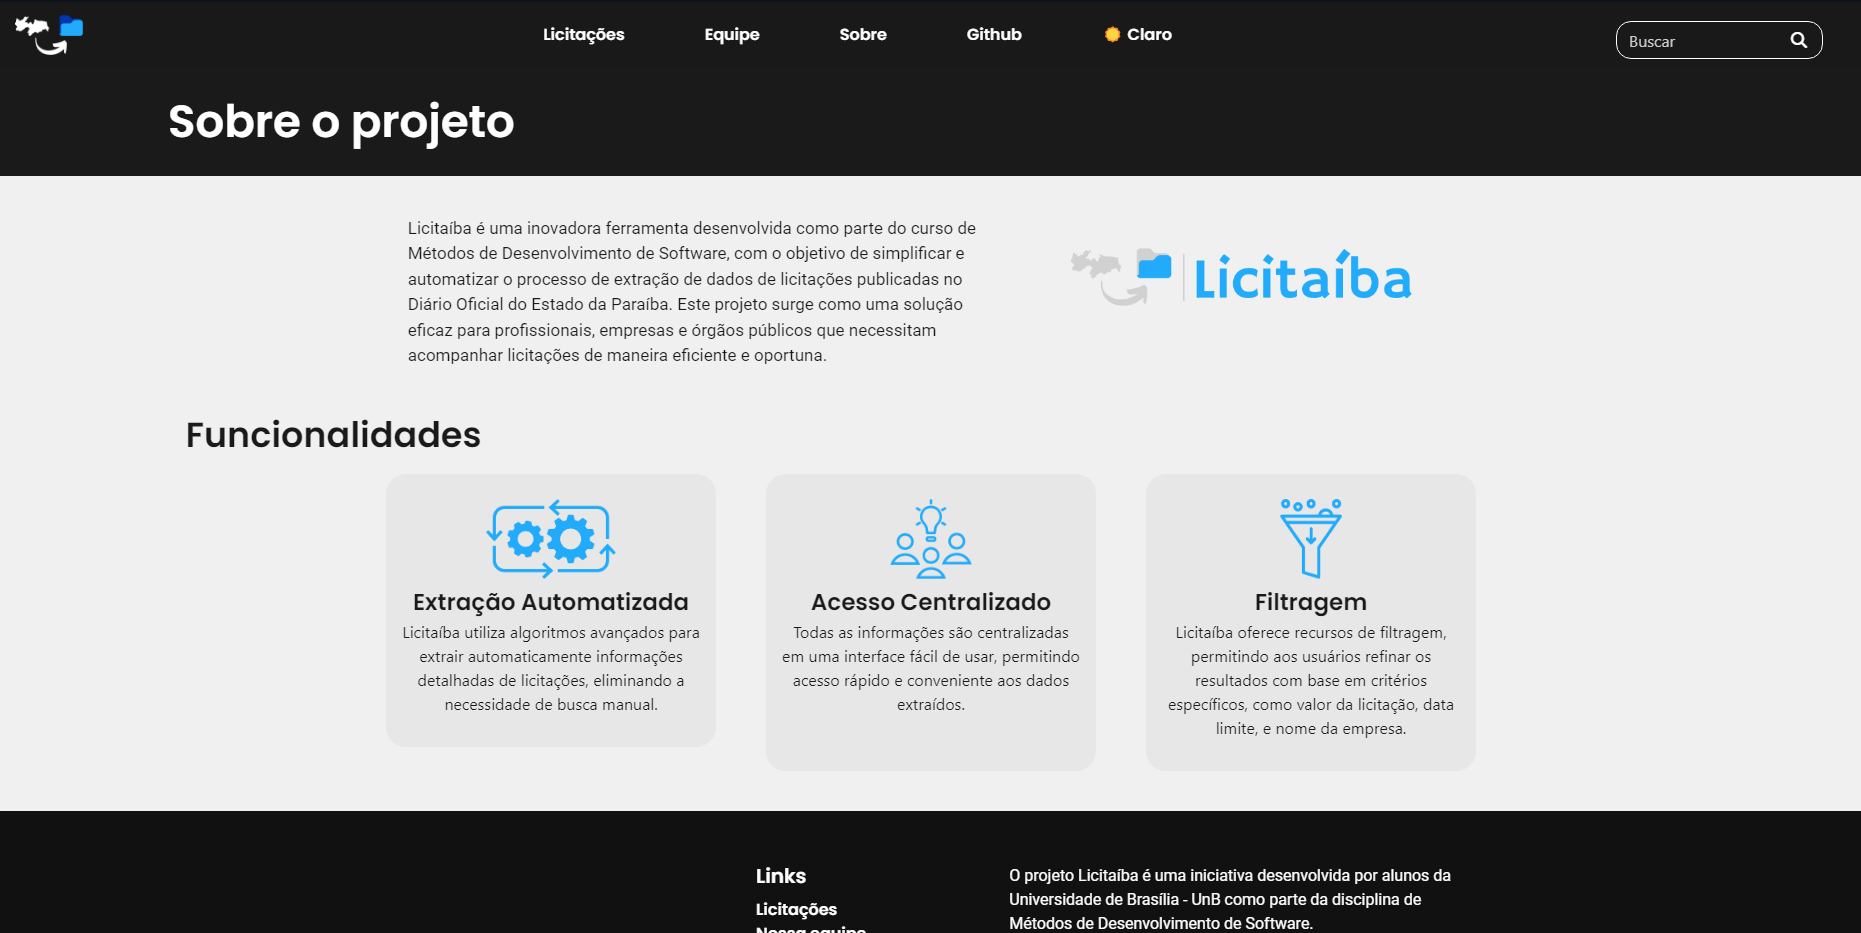 Licitações
Equipe
Sobre
Github
Claro
Buscar
Sobre o projeto
Licitaíba é uma inovadora ferramenta desenvolvida como parte do curso de
Métodos de Desenvolvimento de Software, com o objetivo de simplificar e
automatizar o processo de extração de dados de licitações publicadas no
Diário Oficial do Estado da Paraíba. Este projeto surge como uma solução
eficaz para profissionais, empresas e órgãos públicos que necessitam
acompanhar licitações de maneira eficiente e oportuna.
Licitaíba
Funcionalidades
Extração Automatizada
Licitaíba utiliza algoritmos avançados para
extrair automaticamente informações
detalhadas de licitações, eliminando a
necessidade de busca manual.
Acesso Centralizado
Todas as informações são centralizadas
em uma interface fácil de usar, permitindo
acesso rápido e conveniente aos dados
extraídos.
Filtragem
Licitaíba oferece recursos de filtragem,
permitindo aos usuários refinar os
resultados com base em critérios
específicos, como valor da licitação, data
limite, e nome da empresa.
Links
Licitações
Nossa equipe
O projeto Licitaíba é uma iniciativa desenvolvida por alunos da
Universidade de Brasília - UnB como parte da disciplina de
Métodos de Desenvolvimento de Software.